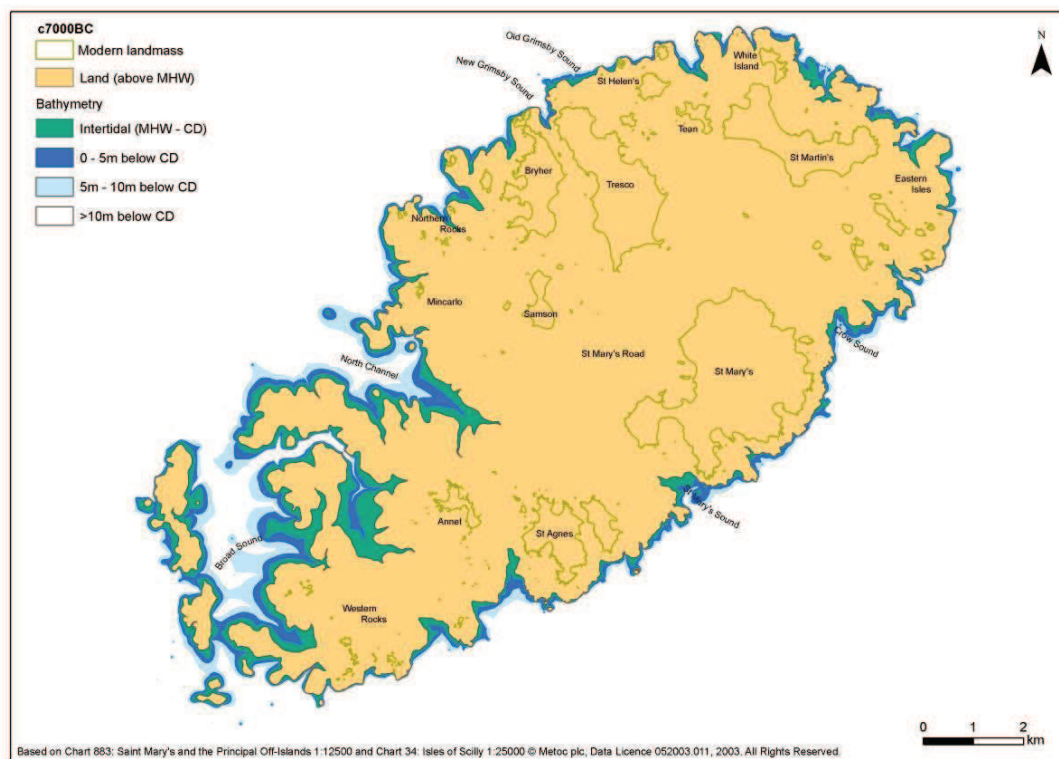 c7000BC
Modern landmass
Land (above MHW)
Bathymetry
Intertidal (MHW - CD)
0 - 5m below CD
5m - 10m below CD
>10m below CD
N
Old Grimsby Sound
New Grimsby Sound
White
Island
St Helen's
Tean
St Martin's
Bryher
Tresco
Eastern
Isles
Northern
Rocks
Mincarlo
Samson
Crow Sound
St Mary's Road
North Channel
St Mary's
St Mary's Sound
Annet
St Agnes
Broad Sound
Western
Rocks
0 1 2
km
Based on Chart 883: Saint Mary's and the Principal Off-Islands 1:12500 and Chart 34: Isles of Scilly 1:25000 © Metoc plc, Data Licence 052003.011, 2003. All Rights Reserved.